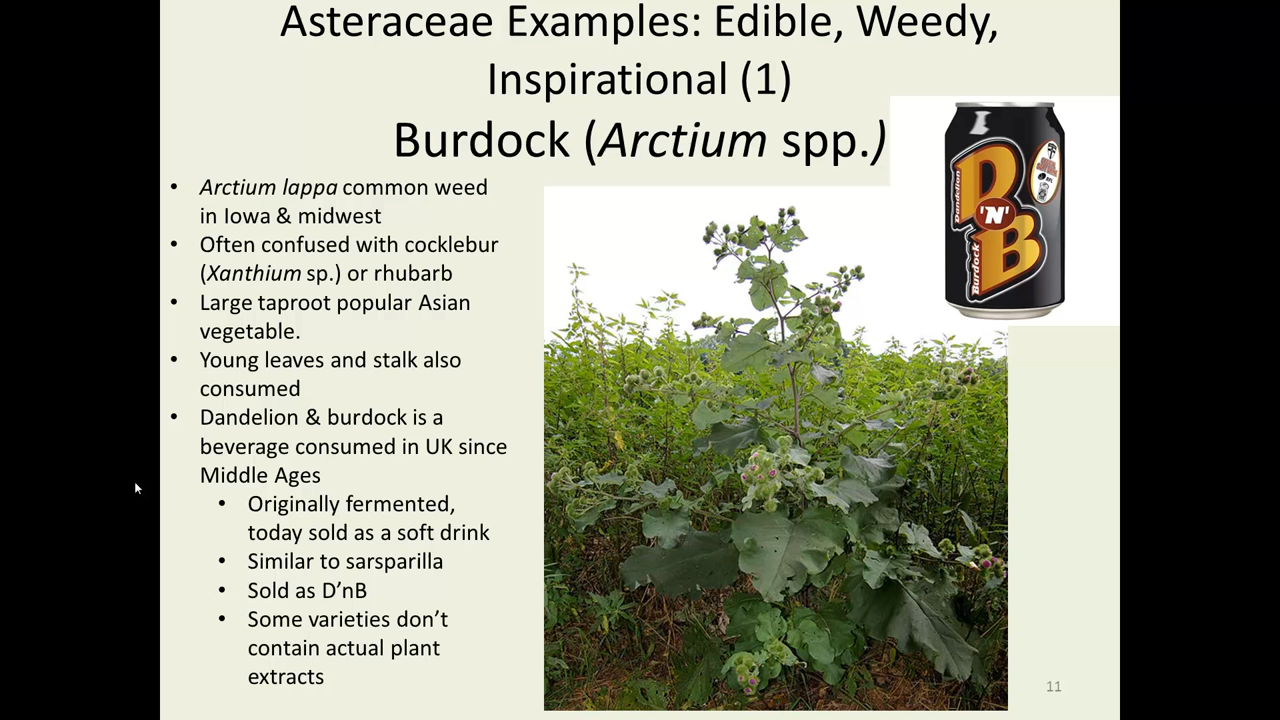 Asteraceae Examples: Edible, Weedy,
Inspirational (1)
Burdock (Arctium spp.)
• Arctium lappa common weed
in Iowa & midwest
• Often confused with cocklebur
(Xanthium sp.) or rhubarb
• Large taproot popular Asian
vegetable.
• Young leaves and stalk also
consumed
• Dandelion & burdock is a
beverage consumed in UK since
Middle Ages
• Originally fermented,
today sold as a soft drink
• Similar to sarsparilla
• Sold as D’nB
• Some varieties don’t
contain actual plant
extracts
Dandelion
D
'N'
B
Burdock
11